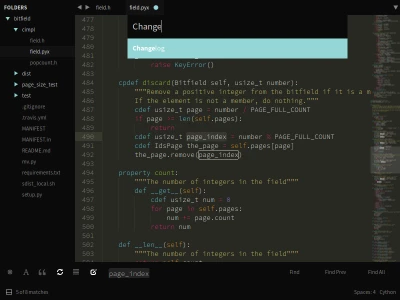 FOLDERS
bitfield
cimpl
field.h
field.pyx
popcount.h
dist
page_size_test
test
.gitignore
.travis.yml
MANIFEST
MANIFEST.in
README.md
rev.py
requirements.txt
sdist_local.sh
setup.py
field.h
field.pyx
Change
Changelog
477
478
479
480
481
482 raise KeyError()
483
484 cpdef discard(Bitfield self, usize_t number):
485 """Remove a positive integer from the bitfield if it is a m
486 If the element is not a member, do nothing."""
487 cdef usize_t page = number / PAGE_FULL_COUNT
488 if page >= len(self.pages):
489 return
490 cdef usize_t page_index = number % PAGE_FULL_COUNT
491 cdef IdsPage the_page = self.pages[page]
492 the_page.remove(page_index)
493
494 property count:
495 """The number of integers in the field"""
496 def __get__(self):
497 cdef usize_t num = 0
498 for page in self.pages:
499 num += page.count
500 return num
501
502 def __len__(self):
503 """The number of integers in the field"""
page_index
Find
Find Prev
Find All
5 of 8 matches
Spaces: 4
Cython